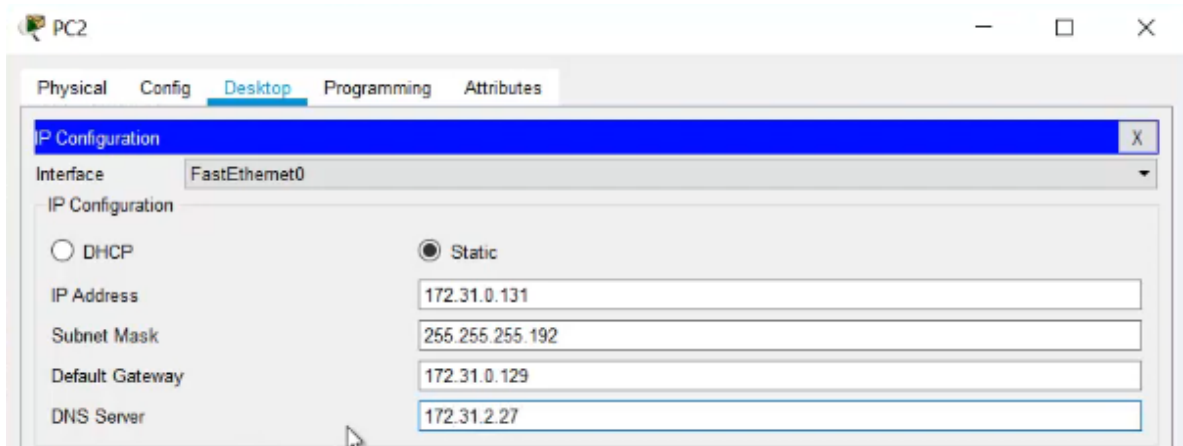 PC2
Physical Config Desktop Programming Attributes
IP Configuration X
Interface FastEthernet0
IP Configuration
DHCP Static
IP Address 172.31.0.131
Subnet Mask 255.255.255.192
Default Gateway 172.31.0.129
DNS Server 172.31.2.27